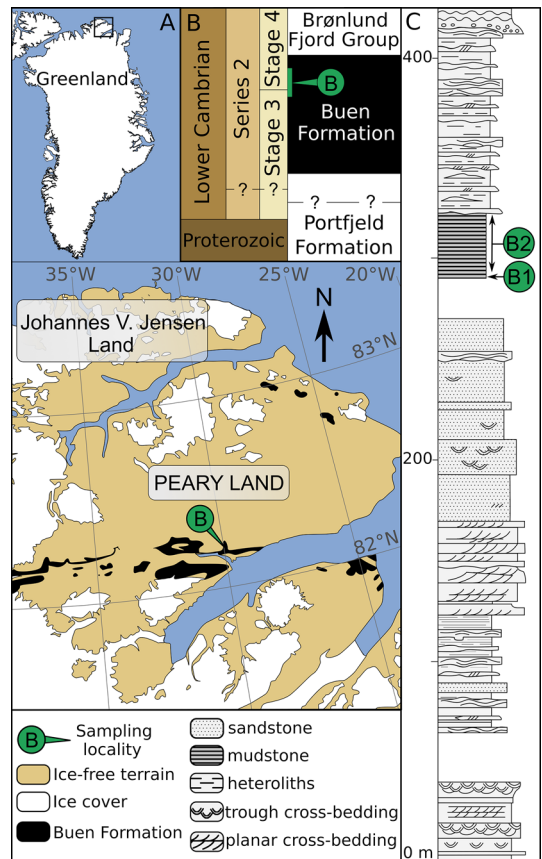 A
Greenland
B
Lower Cambrian
Series 2
Stage 4
Stage 3
?
?
B
Brønlund
Fjord Group
Buen
Formation
?
?
Portfjeld
Formation
Proterozoic
C
400
B2
B1
200
0 m
35°W
30°W
25°W
20°W
Johannes V. Jensen
Land
N
83°N
PEARY LAND
B
82°N
B
Sampling
locality
Ice-free terrain
Ice cover
Buen Formation
sandstone
mudstone
heteroliths
trough cross-bedding
planar cross-bedding